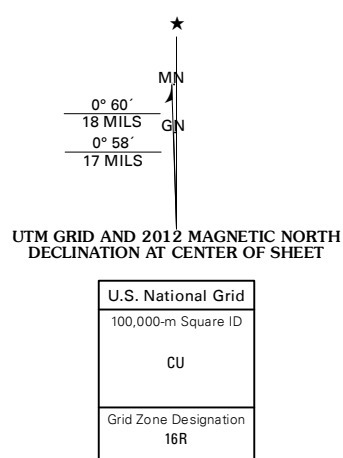 ★
MN
0° 60´
18 MILS
GN
0° 58´
17 MILS
UTM GRID AND 2012 MAGNETIC NORTH
DECLINATION AT CENTER OF SHEET
U.S. National Grid
100,000-m Square ID
CU
Grid Zone Designation
16R